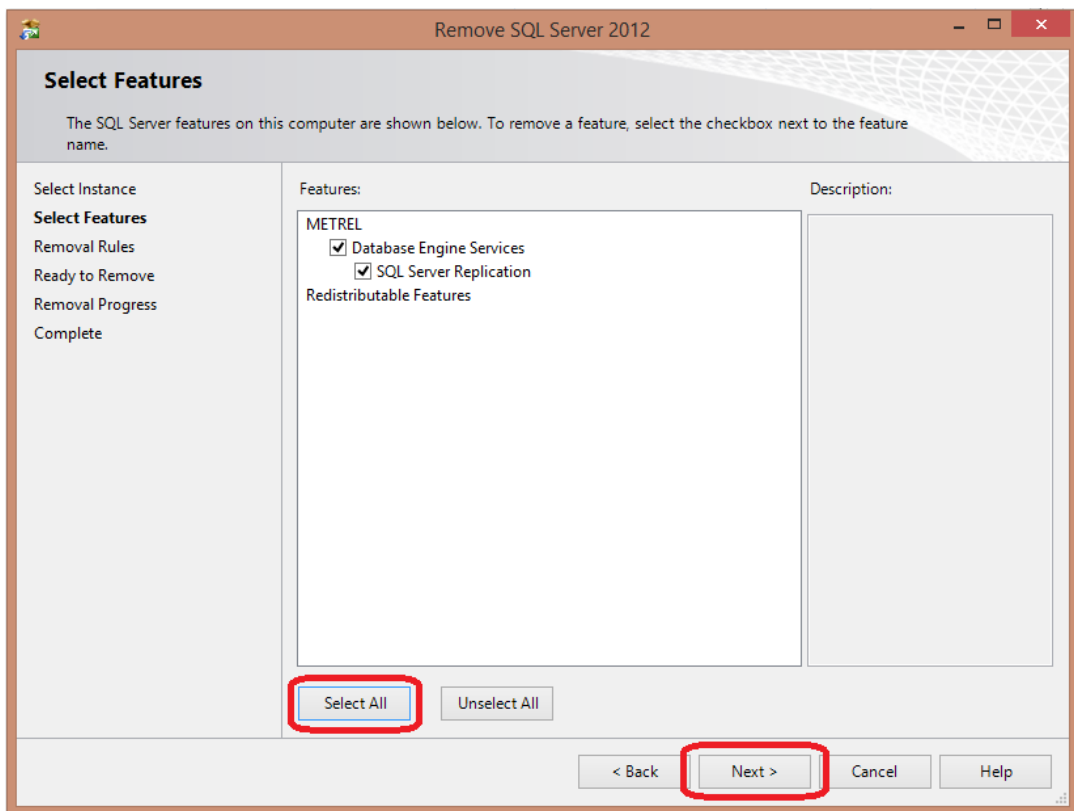 Remove SQL Server 2012
Select Features
The SQL Server features on this computer are shown below. To remove a feature, select the checkbox next to the feature
name.
Select Instance
Select Features
Removal Rules
Ready to Remove
Removal Progress
Complete
Features:
METREL
Database Engine Services
SQL Server Replication
Redistributable Features
Description:
Select All
Unselect All
< Back
Next >
Cancel
Help